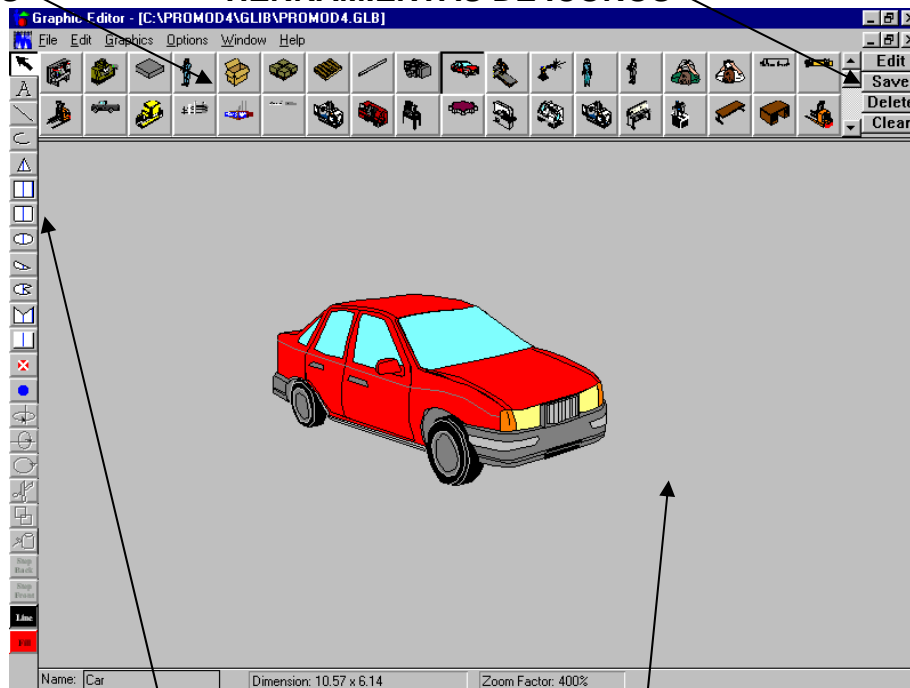 HERRAMIENTAS DE ICONOS
Graphic Editor - [C:\PROMOD4\GLIB\PROMOD4.GLB]
File Edit Graphics Options Window Help
Edit
Save
Delete
Clear
A
Step
Back
Step
Front
Line
Fill
Name: Car Dimension: 10.57 x 6.14 Zoom Factor: 400%